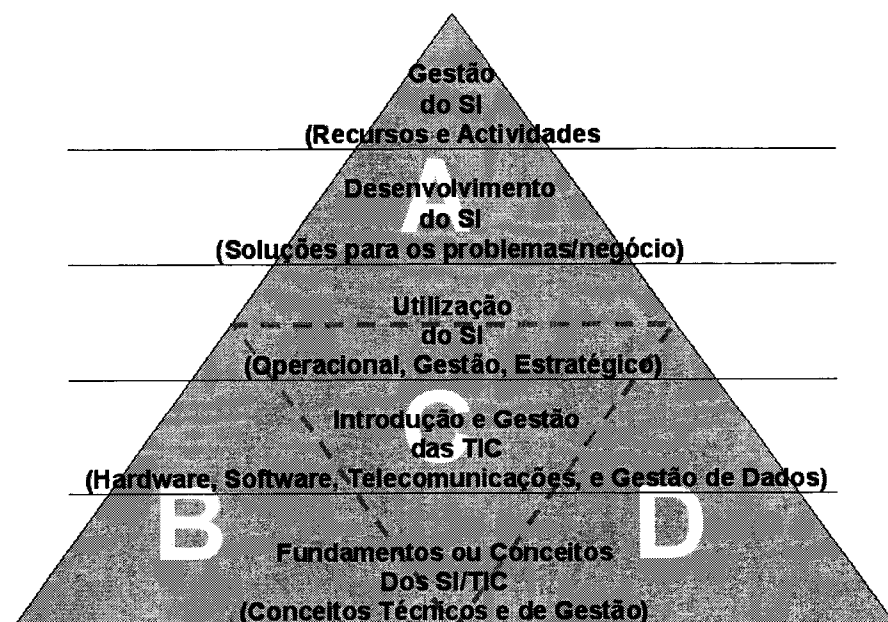 Gestão
do SI
(Recursos e Actividades
A
Desenvolvimento
do SI
(Soluções para os problemas/negócio)
Utilização
do SI
(Operacional, Gestão, Estratégico)
C
Introdução e Gestão
das TIC
(Hardware, Software, Telecomunicações, e Gestão de Dados)
B
D
Fundamentos ou Conceitos
Dos SI/TIC
(Conceitos Técnicos e de Gestão)